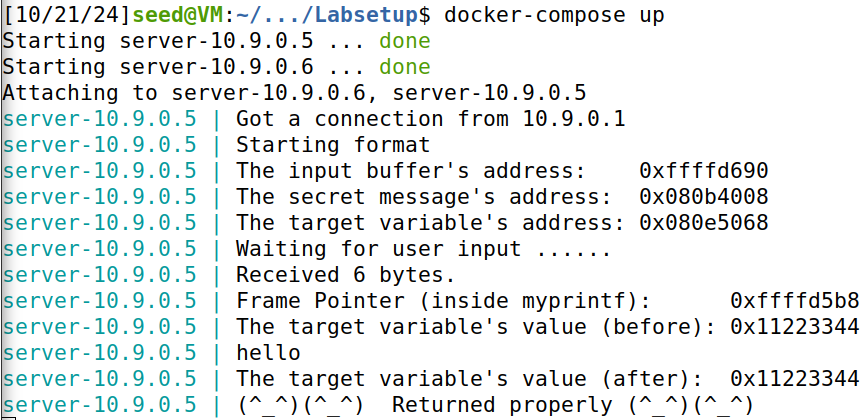 [10/21/24]seed@VM:~/.../Labsetup$ docker-compose up
Starting server-10.9.0.5 ... done
Starting server-10.9.0.6 ... done
Attaching to server-10.9.0.6, server-10.9.0.5
server-10.9.0.5 | Got a connection from 10.9.0.1
server-10.9.0.5 | Starting format
server-10.9.0.5 | The input buffer's address:    0xffffd690
server-10.9.0.5 | The secret message's address:  0x080b4008
server-10.9.0.5 | The target variable's address: 0x080e5068
server-10.9.0.5 | Waiting for user input ......
server-10.9.0.5 | Received 6 bytes.
server-10.9.0.5 | Frame Pointer (inside myprintf):      0xffffd5b8
server-10.9.0.5 | The target variable's value (before): 0x11223344
server-10.9.0.5 | hello
server-10.9.0.5 | The target variable's value (after):  0x11223344
server-10.9.0.5 | (^_^)(^_^)  Returned properly (^_^)(^_^)